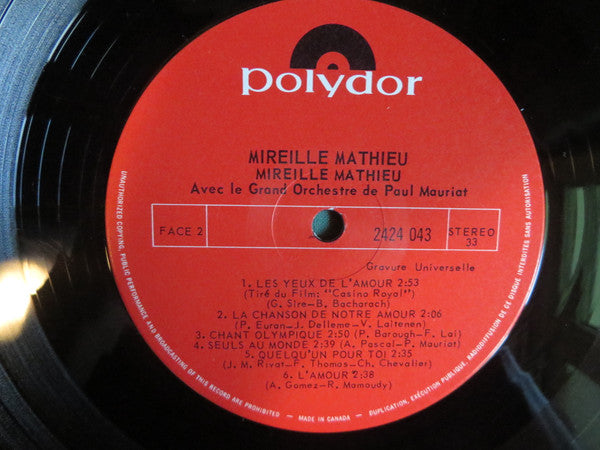 polydor
MIREILLE MATHIEU
MIREILLE MATHIEU
Avec le Grand Orchestre de Paul Mauriat
FACE 2
2424 043
STEREO
33
Gravure Universelle
1. LES YEUX DE L'AMOUR 2:53
(Tiré du Film: "Casino Royal")
(G. Sire-B. Bacharach)
2. LA CHANSON DE NOTRE AMOUR 2:06
(P. Euran-J. Delleme-V. Laitenen)
3. CHANT OLYMPIQUE 2:50 (P. Barough-F. Lai)
4. SEULS AU MONDE 2:39 (A. Pascal-P. Mauriat)
5. QUELQU'UN POUR TOI 2:35
(J. M. Rivat-F. Thomas-Ch. Chevalier)
6. L'AMOUR 2:38
(A. Gomez-R. Mamoudy)
UNAUTHORIZED COPYING, PUBLIC PERFORMANCE AND BROADCASTING OF THIS RECORD ARE PROHIBITED – MADE IN CANADA – DUPLICATION, EXÉCUTION PUBLIQUE, RADIODIFFUSION DE CE DISQUE INTERDITES SANS AUTORISATION